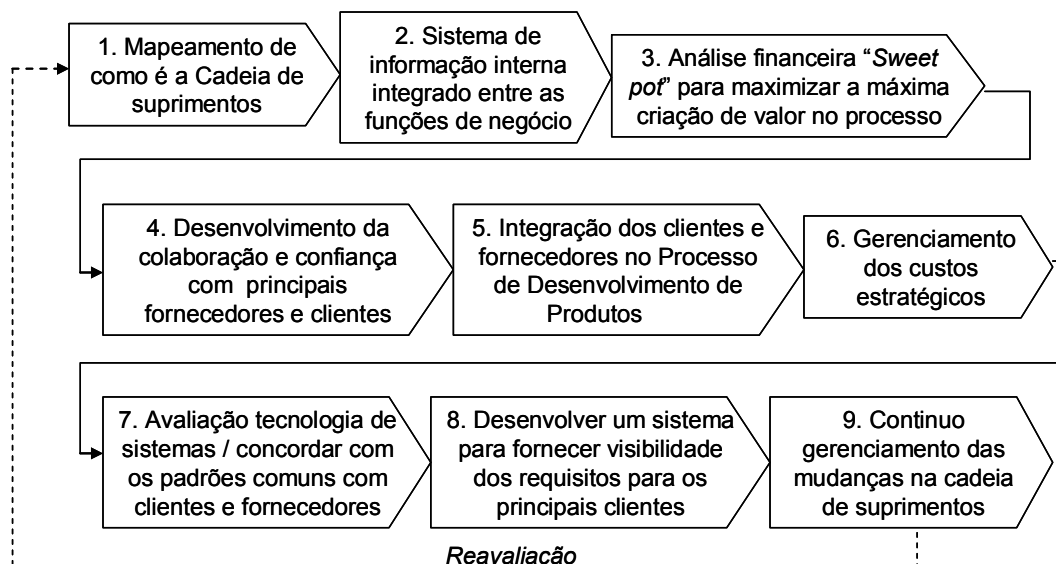 1. Mapeamento de
como é a Cadeia de
suprimentos
2. Sistema de
informação interna
integrado entre as
funções de negócio
3. Análise financeira “Sweet
pot” para maximizar a máxima
criação de valor no processo
4. Desenvolvimento da
colaboração e confiança
com principais
fornecedores e clientes
5. Integração dos clientes e
fornecedores no Processo
de Desenvolvimento de
Produtos
6. Gerenciamento
dos custos
estratégicos
7. Avaliação tecnologia de
sistemas / concordar com
os padrões comuns com
clientes e fornecedores
8. Desenvolver um sistema
para fornecer visibilidade
dos requisitos para os
principais clientes
9. Continuo
gerenciamento das
mudanças na cadeia
de suprimentos
Reavaliação